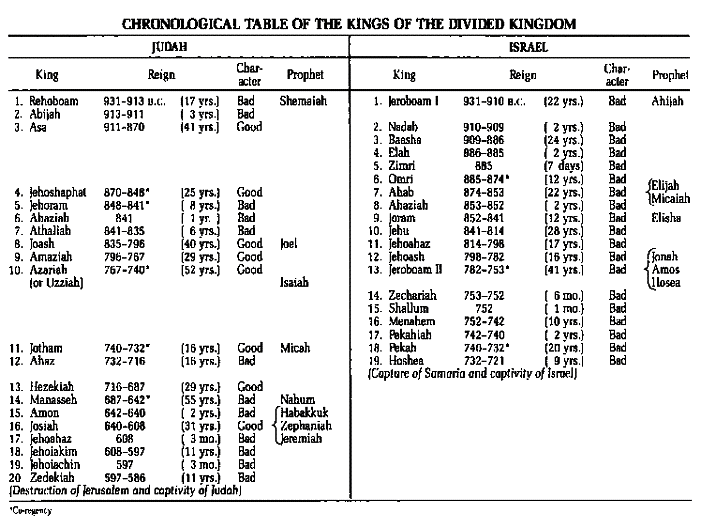 CHRONOLOGICAL TABLE OF THE KINGS OF THE DIVIDED KINGDOM
JUDAH
King Reign Char-acter Prophet
1. Rehoboam 931-913 B.C. (17 yrs.) Bad Shemaiah
2. Abijah 913-911 ( 3 yrs.) Bad
3. Asa 911-870 (41 yrs.) Good
4. Jehoshaphat 870-848* (25 yrs.) Good
5. Jehoram 848-841* ( 8 yrs.) Bad
6. Ahaziah 841 ( 1 yr. ) Bad
7. Athaliah 841-835 ( 6 yrs.) Bad
8. Joash 835-796 (40 yrs.) Good Joel
9. Amaziah 796-767 (29 yrs.) Good
10. Azariah 767-740* (52 yrs.) Good
(or Uzziah) Isaiah
11. Jotham 740-732* (16 yrs.) Good Micah
12. Ahaz 732-716 (16 yrs.) Bad
13. Hezekiah 716-687 (29 yrs.) Good
14. Manasseh 687-642* (55 yrs.) Bad Nahum
15. Amon 642-640 ( 2 yrs.) Bad Habakkuk
16. Josiah 640-608 (31 yrs.) Good Zephaniah
17. Jehoahaz 608 ( 3 mo.) Bad Jeremiah
18. Jehoiakim 608-597 (11 yrs.) Bad
19. Jehoiachin 597 ( 3 mo.) Bad
20 Zedekiah 597-586 (11 yrs.) Bad
(Destruction of Jerusalem and captivity of Judah)
ISRAEL
King Reign Char-acter Prophet
1. Jeroboam I 931-910 B.C. (22 yrs.) Bad Ahijah
2. Nadab 910-909 ( 2 yrs.) Bad
3. Baasha 909-886 (24 yrs.) Bad
4. Elah 886-885 ( 2 yrs.) Bad
5. Zimri 885 (7 days) Bad
6. Omri 885-874* (12 yrs.) Bad Elijah
7. Ahab 874-853 (22 yrs.) Bad Micaiah
8. Ahaziah 853-852 ( 2 yrs.) Bad
9. Joram 852-841 (12 yrs.) Bad Elisha
10. Jehu 841-814 (28 yrs.) Bad
11. Jehoahaz 814-798 (17 yrs.) Bad
12. Jehoash 798-782 (16 yrs.) Bad Jonah
13. Jeroboam II 782-753* (41 yrs.) Bad Amos
Hosea
14. Zechariah 753-752 ( 6 mo.) Bad
15. Shallum 752 ( 1 mo.) Bad
16. Menahem 752-742 (10 yrs.) Bad
17. Pekahiah 742-740 ( 2 yrs.) Bad
18. Pekah 740-732* (20 yrs.) Bad
19. Hoshea 732-721 ( 9 yrs.) Bad
(Capture of Samaria and captivity of Israel)
*Co-regency